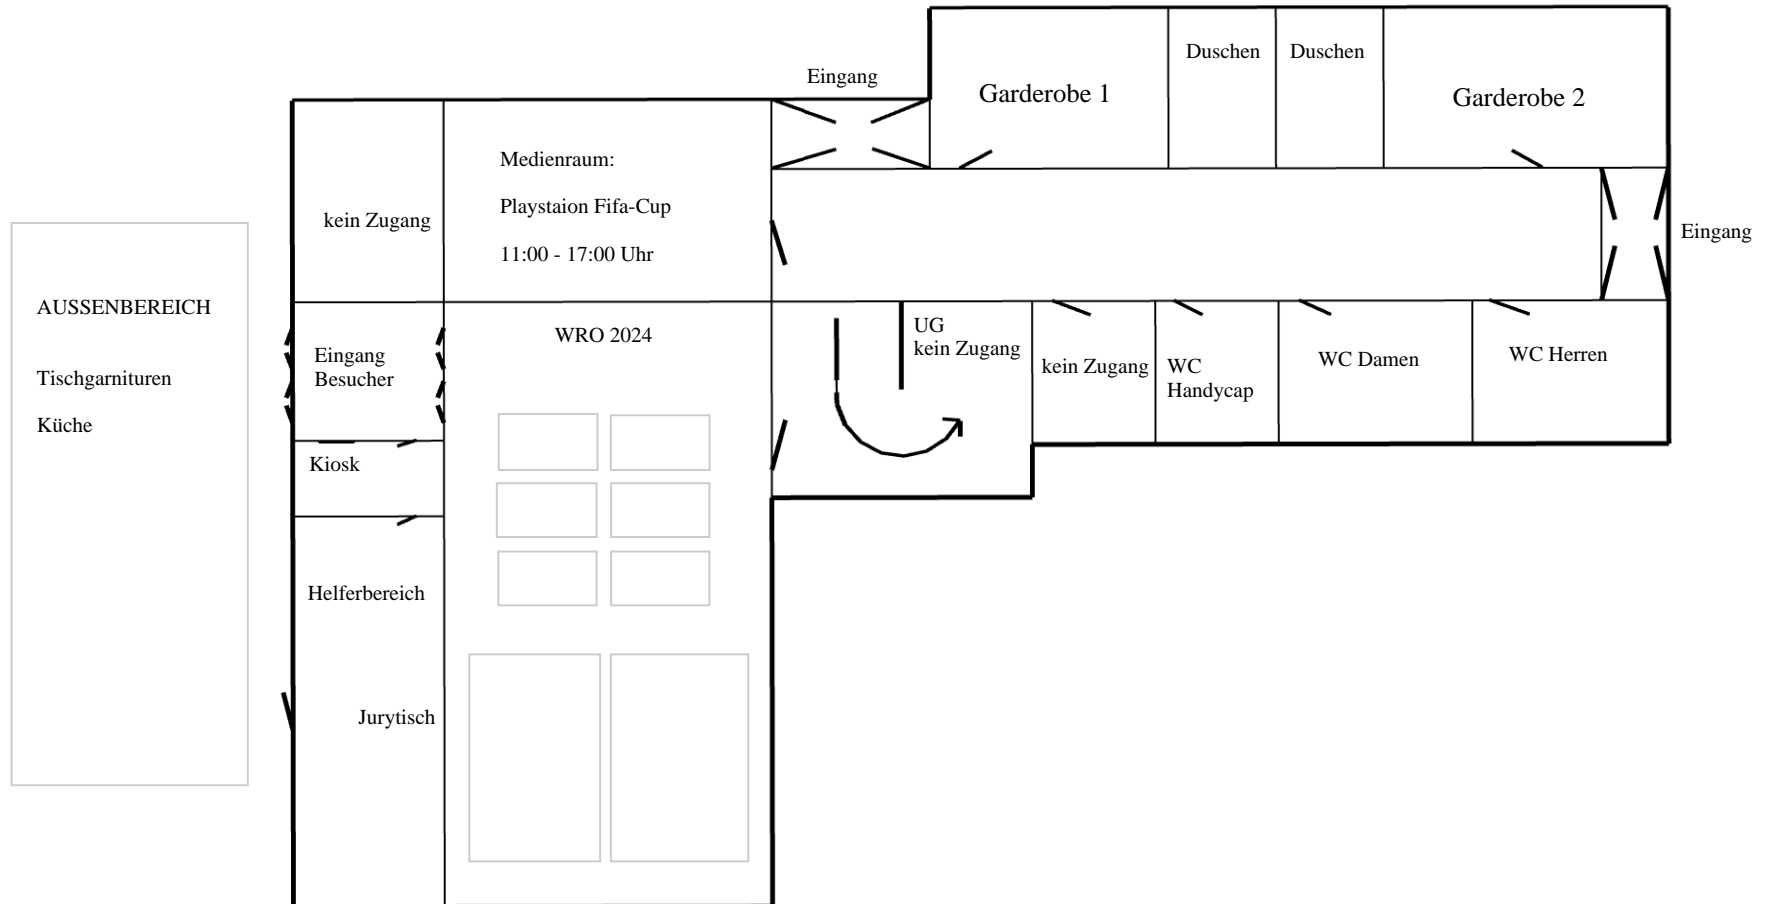 Eingang
Garderobe 1
Duschen
Duschen
Garderobe 2
Medienraum:
Playstaion Fifa-Cup
11:00 - 17:00 Uhr
kein Zugang
Eingang
AUSSENBEREICH
Tischgarnituren
Küche
Eingang
Besucher
WRO 2024
UG
kein Zugang
kein Zugang
WC
Handycap
WC Damen
WC Herren
Kiosk
Helferbereich
Jurytisch